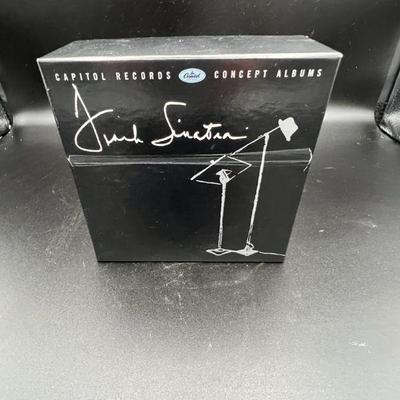 CAPITOL RECORDS Capitol CONCEPT ALBUMS
Frank Sinatra